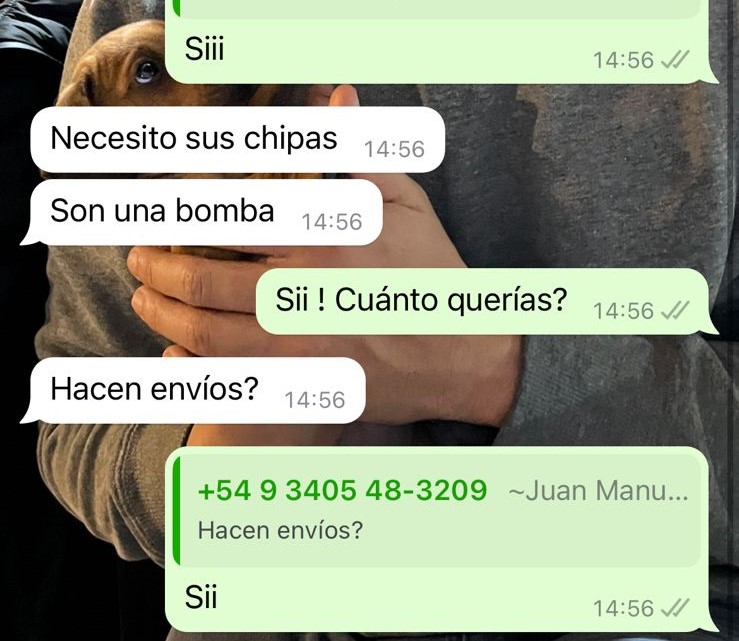 Siii
14:56
Necesito sus chipas
14:56
Son una bomba
14:56
Sii ! Cuánto querías?
14:56
Hacen envíos?
14:56
+54 9 3405 48-3209 ~Juan Manu...
Hacen envíos?
Sii
14:56